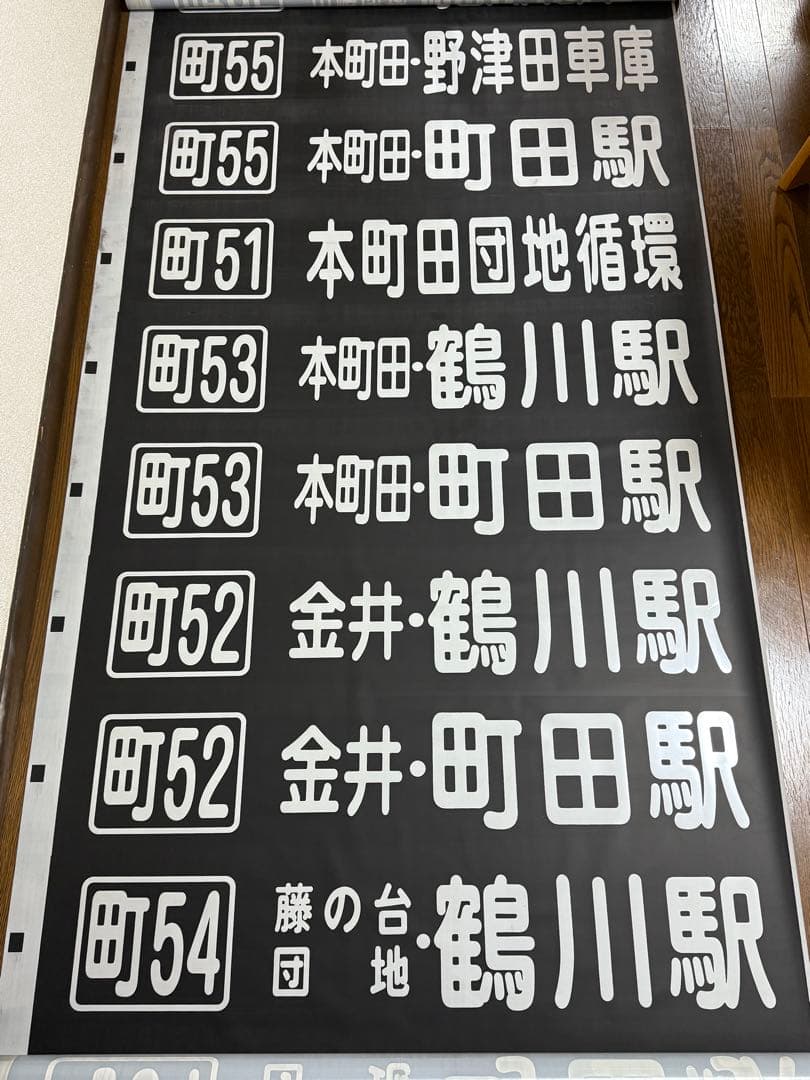 町55 本町田・野津田車庫
町55 本町田・町田駅
町51 本町田団地循環
町53 本町田・鶴川駅
町53 本町田・町田駅
町52 金井・鶴川駅
町52 金井・町田駅
町54 藤の台団地・鶴川駅